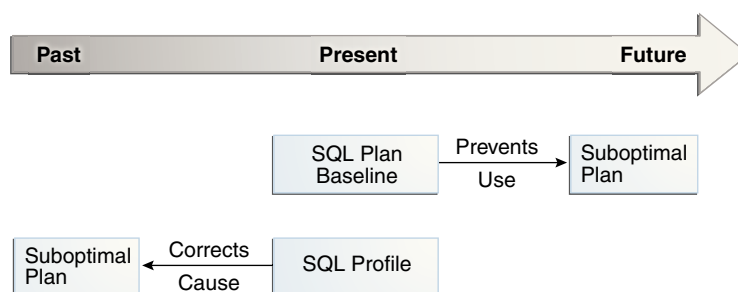 Past Present Future
SQL Plan
Baseline
Prevents
Use
Suboptimal
Plan
Suboptimal
Plan
Corrects
Cause
SQL Profile